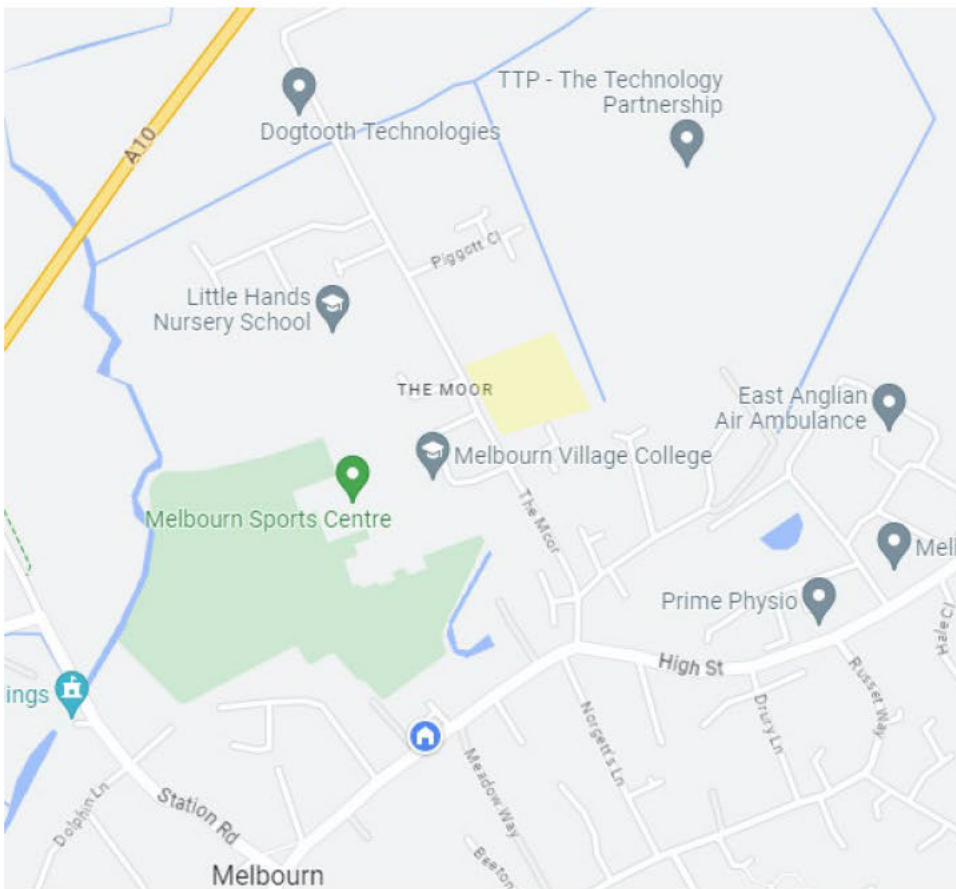 TTP - The Technology
Partnership
Dogtooth Technologies
A10
Piggott Cl
Little Hands
Nursery School
THE MOOR
East Anglian
Air Ambulance
Melbourn Village College
Melbourn Sports Centre
The Moor
Mell
Prime Physio
Hale Cl
High St
Russet Way
ings
Norgett's Ln
Drury Ln
Meadow Way
Dolphin Ln
Station Rd
Beeton
Melbourn